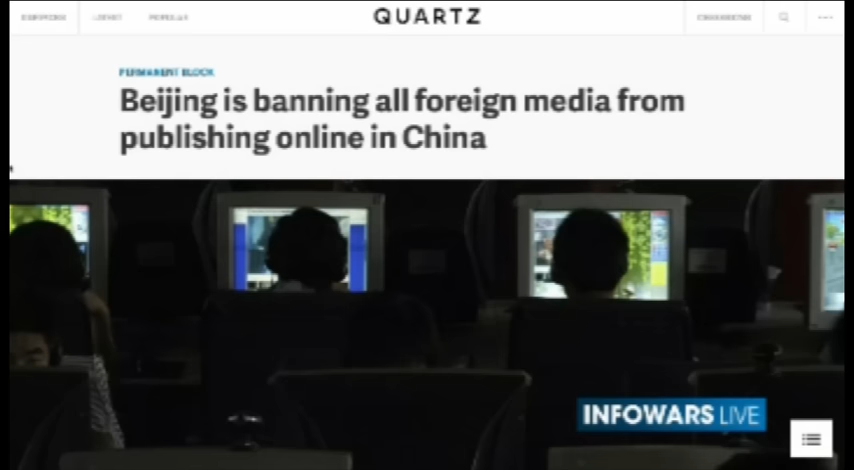 QUARTZ
PERMANENT BLOCK
Beijing is banning all foreign media from
publishing online in China
INFOWARS LIVE